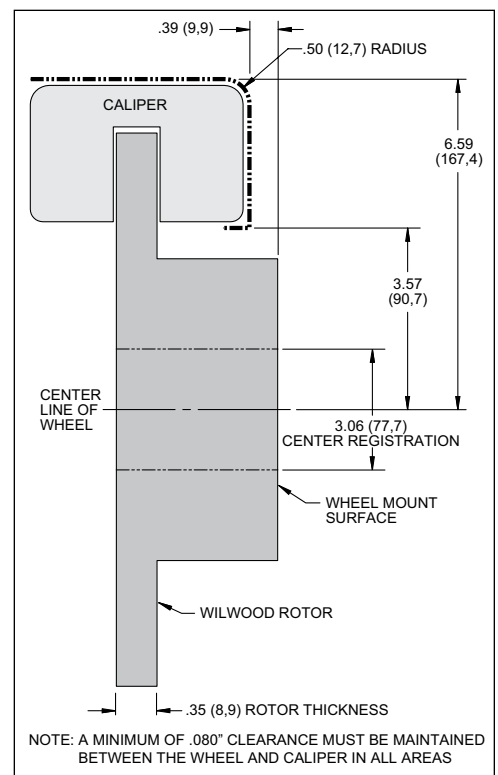 .39 (9,9)
.50 (12,7) RADIUS
CALIPER
6.59
(167,4)
3.57
(90,7)
CENTER
LINE OF
WHEEL
3.06 (77,7)
CENTER REGISTRATION
WHEEL MOUNT
SURFACE
WILWOOD ROTOR
.35 (8,9) ROTOR THICKNESS
NOTE: A MINIMUM OF .080" CLEARANCE MUST BE MAINTAINED
BETWEEN THE WHEEL AND CALIPER IN ALL AREAS